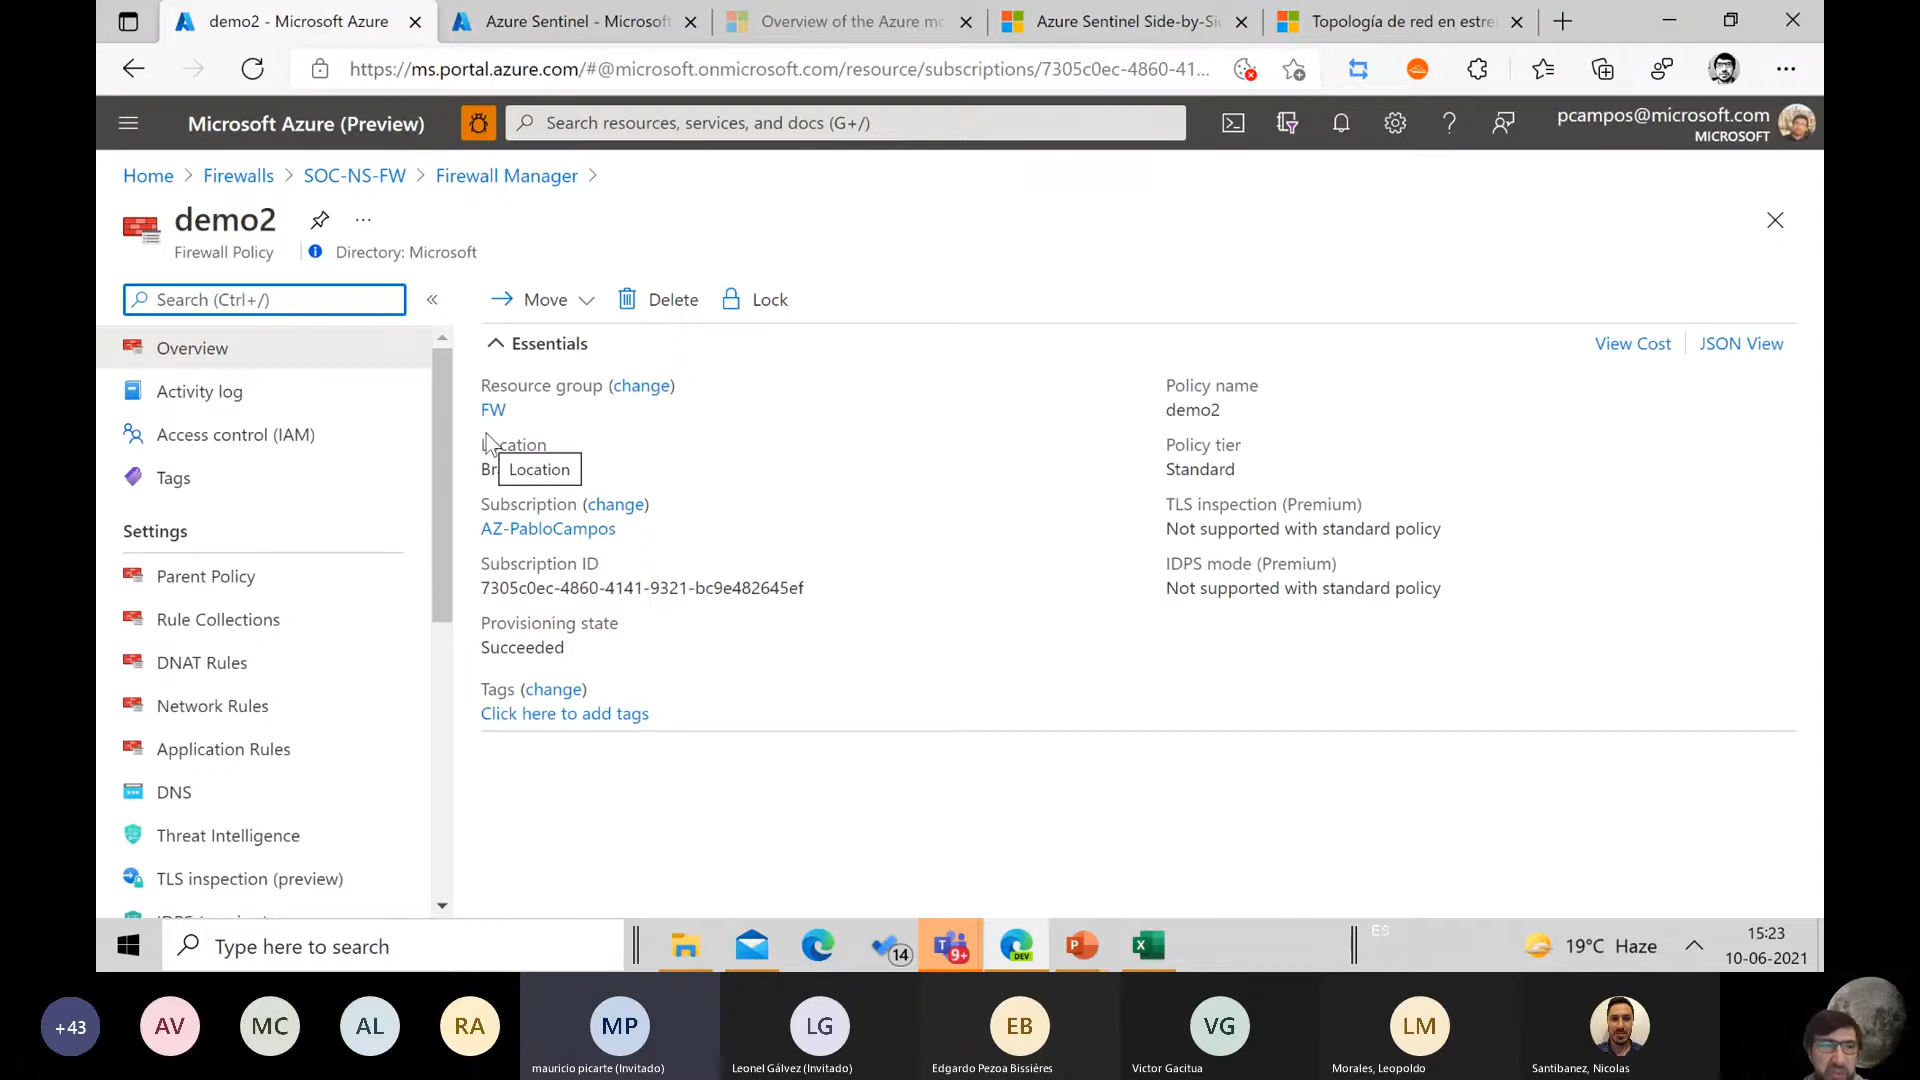 demo2 - Microsoft Azure
Azure Sentinel - Microsoft
Overview of the Azure mo
Azure Sentinel Side-by-Si
Topología de red en estre
https://ms.portal.azure.com/#@microsoft.onmicrosoft.com/resource/subscriptions/7305c0ec-4860-41...
Microsoft Azure (Preview)
Search resources, services, and docs (G+/)
pcampos@microsoft.com
MICROSOFT
Home > Firewalls > SOC-NS-FW > Firewall Manager >
demo2
...
Firewall Policy
Directory: Microsoft
Search (Ctrl+/)
«
Move
Delete
Lock
Overview
Activity log
Access control (IAM)
Tags
Settings
Parent Policy
Rule Collections
DNAT Rules
Network Rules
Application Rules
DNS
Threat Intelligence
TLS inspection (preview)
Essentials
View Cost
JSON View
Resource group (change)
FW
Location
Location
Subscription (change)
AZ-PabloCampos
Subscription ID
7305c0ec-4860-4141-9321-bc9e482645ef
Provisioning state
Succeeded
Tags (change)
Click here to add tags
Policy name
demo2
Policy tier
Standard
TLS inspection (Premium)
Not supported with standard policy
IDPS mode (Premium)
Not supported with standard policy
Type here to search
14
9+
DEV
ES
19°C Haze
15:23
10-06-2021
+43
AV
MC
AL
RA
MP
mauricio picarte (Invitado)
LG
Leonel Gálvez (Invitado)
EB
Edgardo Pezoa Bissières
VG
Victor Gacitua
LM
Morales, Leopoldo
Santibanez, Nicolas